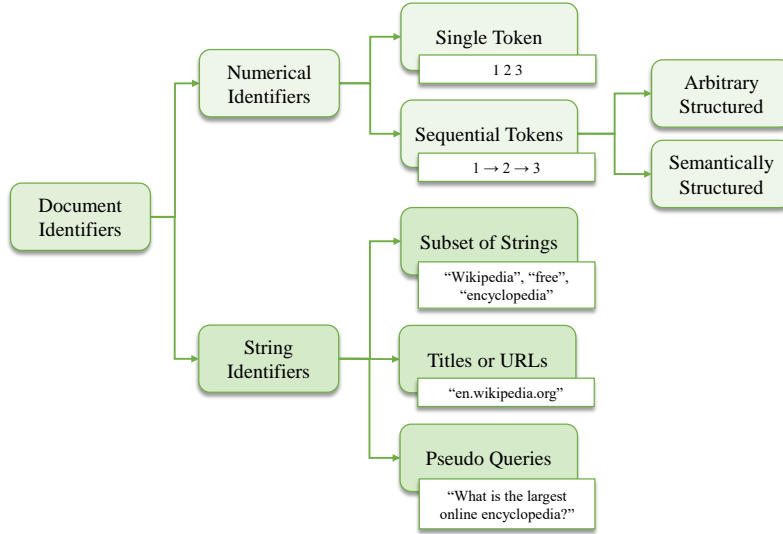 Document
Identifiers
Numerical
Identifiers
Single Token
1 2 3
Sequential Tokens
1 → 2 → 3
Arbitrary
Structured
Semantically
Structured
String
Identifiers
Subset of Strings
“Wikipedia”, “free”,
“encyclopedia”
Titles or URLs
“en.wikipedia.org”
Pseudo Queries
“What is the largest
online encyclopedia?”